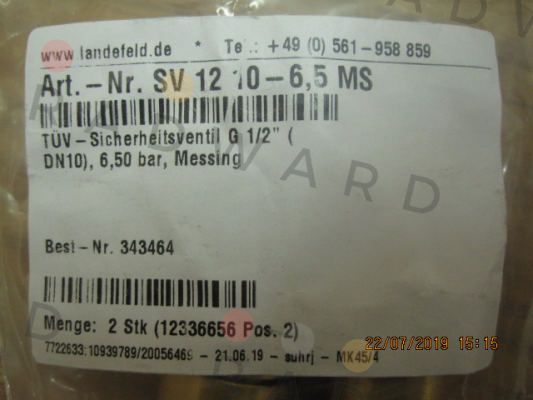 www.landefeld.de * Tel.: +49 (0) 561-958 859
Art.-Nr. SV 12 10-6,5 MS
TÜV-Sicherheitsventil G 1/2" (
DN10), 6,50 bar, Messing
Best-Nr. 343464
Menge: 2 Stk (12336656 Pos. 2)
7722633:10939789/20056469 - 21.06.19 - suhrj - MK45/4
22/07/2019 15:15